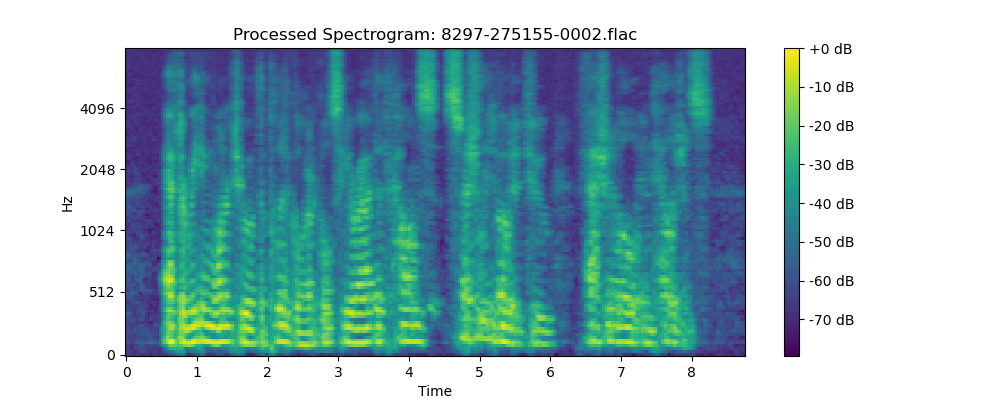 Processed Spectrogram: 8297-275155-0002.flac
Hz
4096
2048
1024
512
0
0 1 2 3 4 5 6 7 8
Time
+0 dB
-10 dB
-20 dB
-30 dB
-40 dB
-50 dB
-60 dB
-70 dB